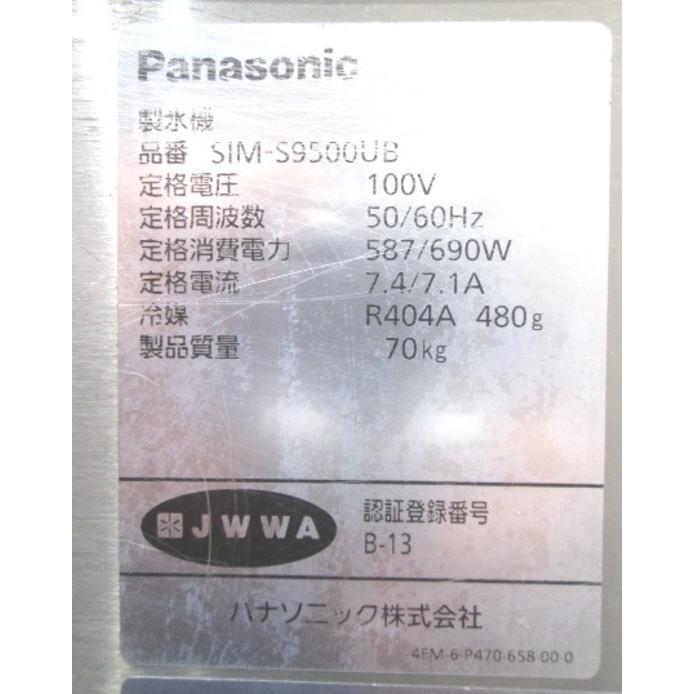 Panasonic
製氷機
品番 SIM-S9500UB
定格電圧 100V
定格周波数 50/60Hz
定格消費電力 587/690W
定格電流 7.4/7.1A
冷媒 R404A 480g
製品質量 70kg
JWWA 認証登録番号
B-13
パナソニック株式会社
4FM-6-P470-658-00-0